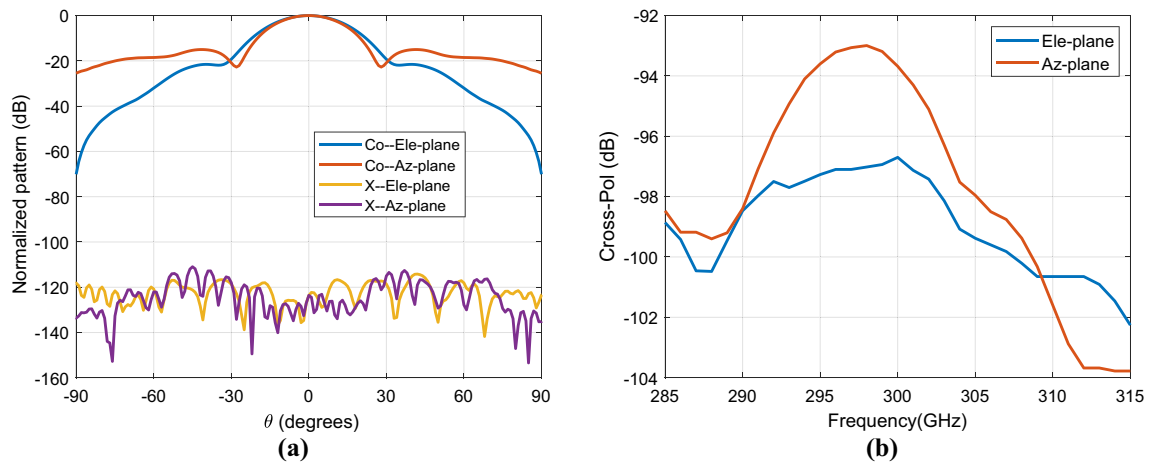 Normalized pattern (dB)
0
-20
-40
-60
-80
-100
-120
-140
-160
-90
-60
-30
0
30
60
90
θ (degrees)
Co--Ele-plane
Co--Az-plane
X--Ele-plane
X--Az-plane
(a)
Cross-Pol (dB)
-92
-94
-96
-98
-100
-102
-104
285
290
295
300
305
310
315
Frequency(GHz)
Ele-plane
Az-plane
(b)